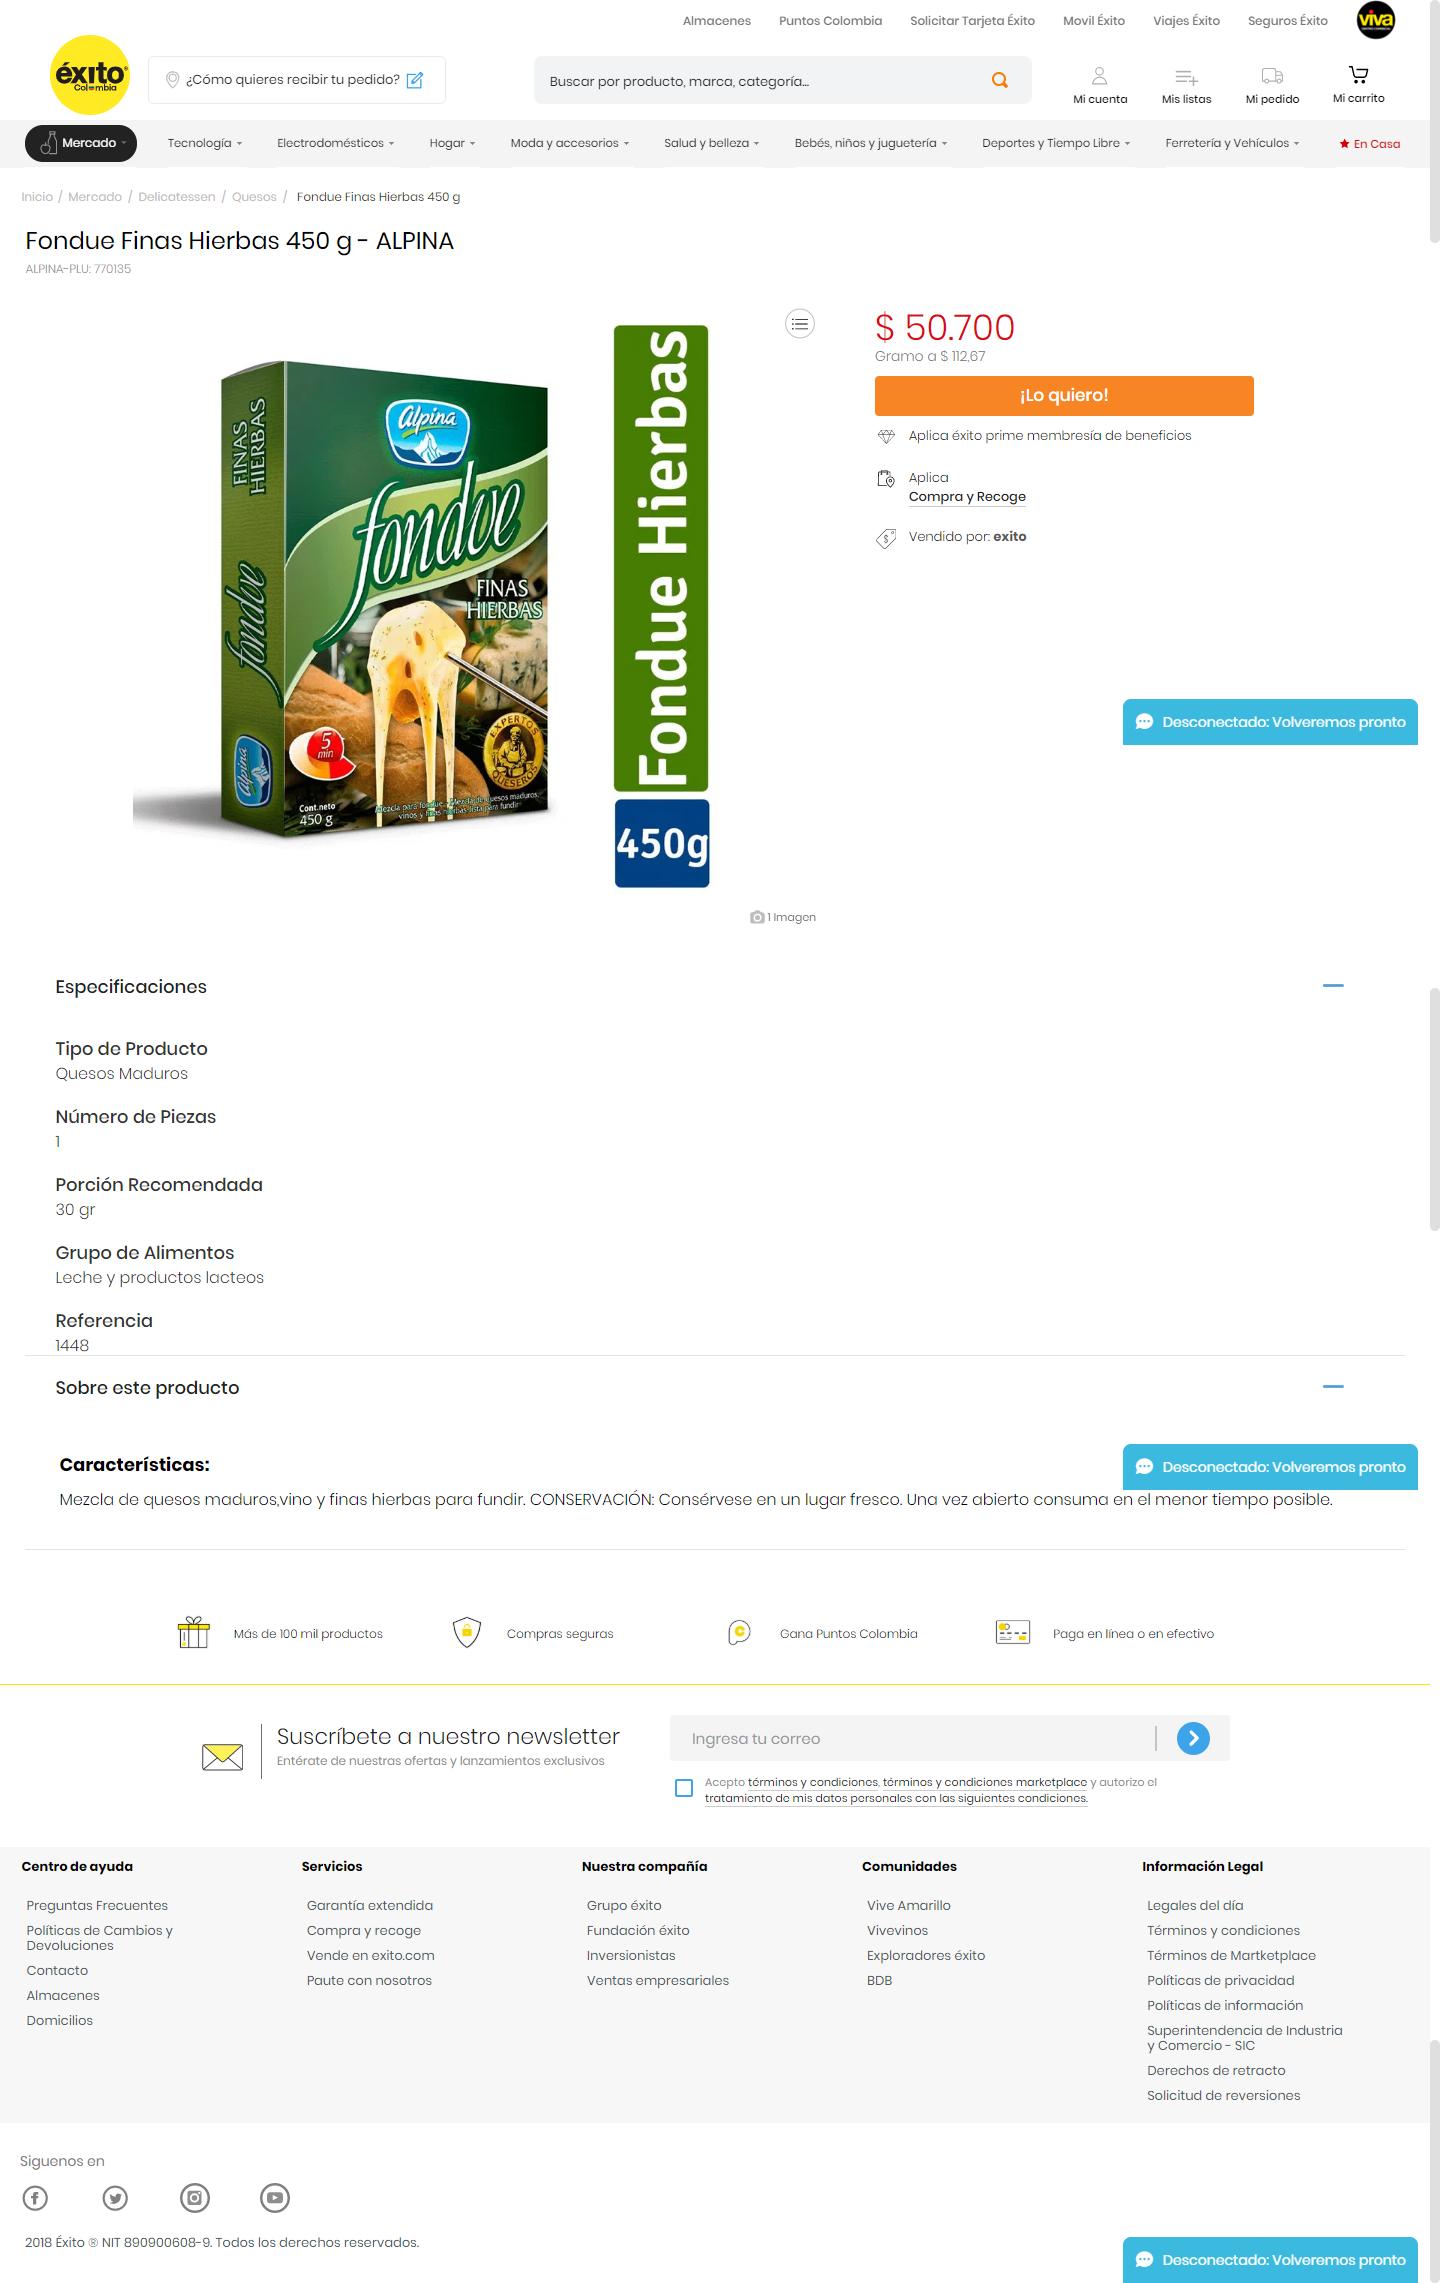 Almacenes Puntos Colombia Solicitar Tarjeta Éxito Movil Éxito Viajes Éxito Seguros Éxito viva
éxito
Colombia
¿Cómo quieres recibir tu pedido?
Buscar por producto, marca, categoría...
Mi cuenta Mis listas Mi pedido Mi carrito
Mercado Tecnología Electrodomésticos Hogar Moda y accesorios Salud y belleza Bebés, niños y juguetería Deportes y Tiempo Libre Ferretería y Vehículos En Casa
Inicio / Mercado / Delicatessen / Quesos / Fondue Finas Hierbas 450 g
Fondue Finas Hierbas 450 g - ALPINA
ALPINA-PLU: 770135
FINAS HIERBAS
fondue
Alpina
Alpina
fondue
FINAS
HIERBAS
5
min
EXPERTOS
QUESEROS
Cont.neto
450 g
Mezcla para fondue. Mezcla de quesos maduros,
vinos y finas hierbas, lista para fundir
Fondue Hierbas
450g
1 Imagen
$ 50.700
Gramo a $ 112,67
¡Lo quiero!
Aplica éxito prime membresía de beneficios
Aplica
Compra y Recoge
Vendido por: exito
Desconectado: Volveremos pronto
Especificaciones
Tipo de Producto
Quesos Maduros
Número de Piezas
1
Porción Recomendada
30 gr
Grupo de Alimentos
Leche y productos lacteos
Referencia
1448
Sobre este producto
Características:
Desconectado: Volveremos pronto
Mezcla de quesos maduros,vino y finas hierbas para fundir. CONSERVACIÓN: Consérvese en un lugar fresco. Una vez abierto consuma en el menor tiempo posible.
Más de 100 mil productos Compras seguras Gana Puntos Colombia Paga en línea o en efectivo
Suscríbete a nuestro newsletter
Entérate de nuestras ofertas y lanzamientos exclusivos
Ingresa tu correo
Acepto términos y condiciones, términos y condiciones marketplace y autorizo el
tratamiento de mis datos personales con las siguientes condiciones.
Centro de ayuda
Preguntas Frecuentes
Políticas de Cambios y
Devoluciones
Contacto
Almacenes
Domicilios
Servicios
Garantía extendida
Compra y recoge
Vende en exito.com
Paute con nosotros
Nuestra compañía
Grupo éxito
Fundación éxito
Inversionistas
Ventas empresariales
Comunidades
Vive Amarillo
Vivevinos
Exploradores éxito
BDB
Información Legal
Legales del día
Términos y condiciones
Términos de Martketplace
Políticas de privacidad
Políticas de información
Superintendencia de Industria
y Comercio - SIC
Derechos de retracto
Solicitud de reversiones
Siguenos en
2018 Éxito ® NIT 890900608-9. Todos los derechos reservados.
Desconectado: Volveremos pronto